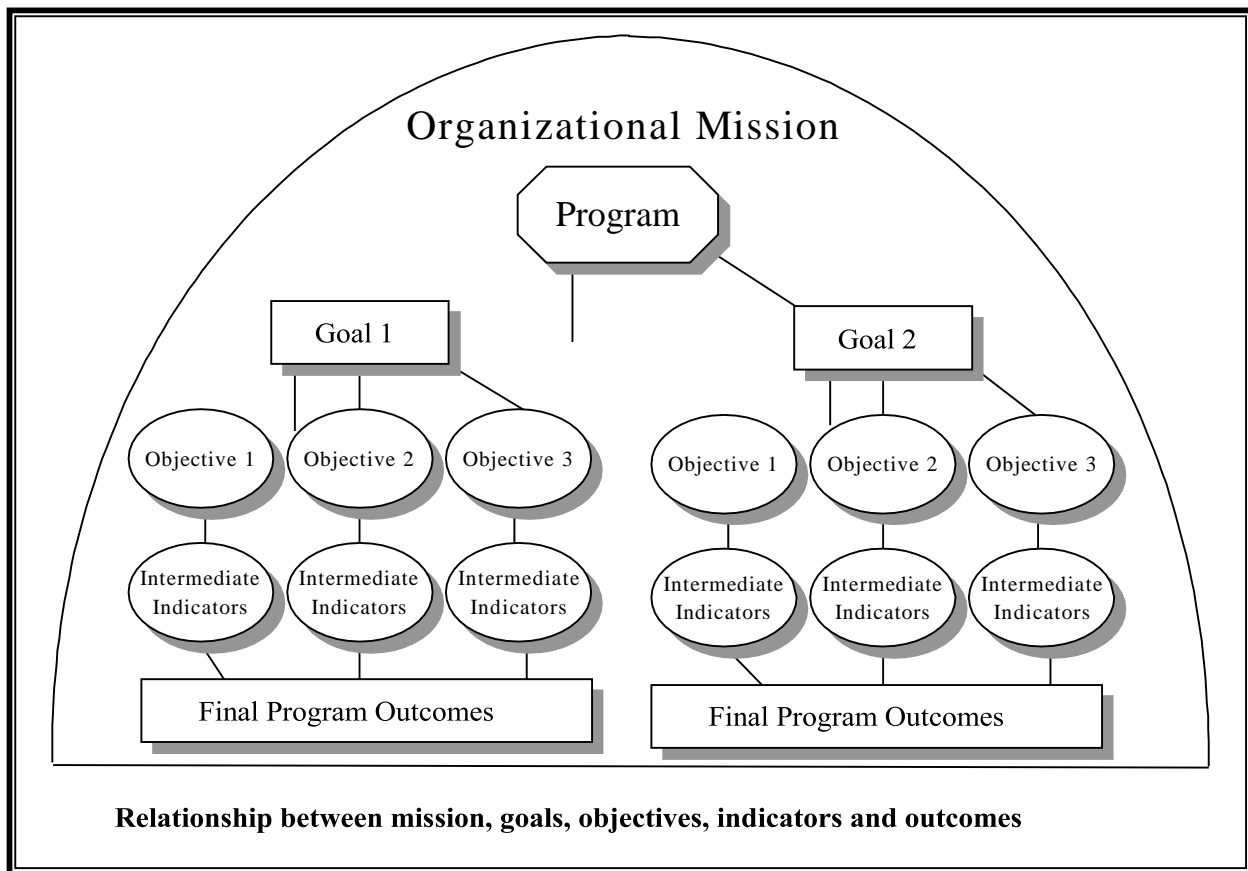 Organizational Mission
Program
Goal 1
Goal 2
Objective 1
Objective 2
Objective 3
Objective 1
Objective 2
Objective 3
Intermediate
Indicators
Intermediate
Indicators
Intermediate
Indicators
Intermediate
Indicators
Intermediate
Indicators
Intermediate
Indicators
Final Program Outcomes
Final Program Outcomes
Relationship between mission, goals, objectives, indicators and outcomes